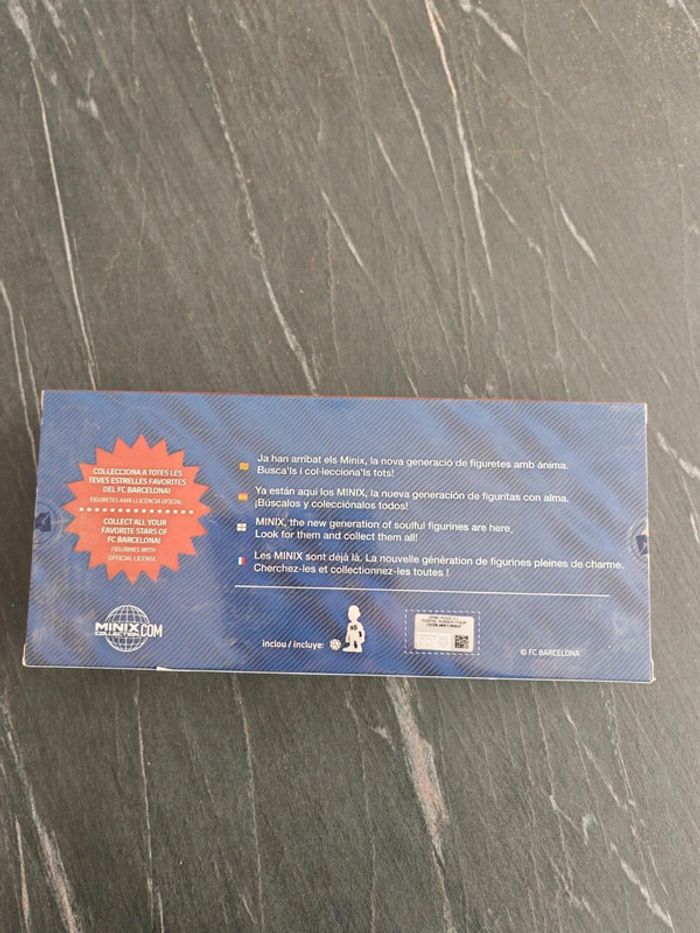 COL·LECCIONA A TOTES LES
TEVES ESTRELLES FAVORITES
DEL FC BARCELONA!
FIGURETES AMB LLICÈNCIA OFICIAL
COLLECT ALL YOUR
FAVORITE STARS OF
FC BARCELONA!
FIGURINES WITH
OFFICIAL LICENSE
Ja han arribat els Minix, la nova generació de figuretes amb ànima.
Busca'ls i col·lecciona'ls tots!
Ya están aquí los MINIX, la nueva generación de figuritas con alma.
¡Búscalos y colecciónalos todos!
MINIX, the new generation of soulful figurines are here.
Look for them and collect them all!
Les MINIX sont déjà là. La nouvelle génération de figurines pleines de charme.
Cherchez-les et collectionnez-les toutes !
MINIX
COLLECTION
.COM
inclou / incluye:
© FC BARCELONA